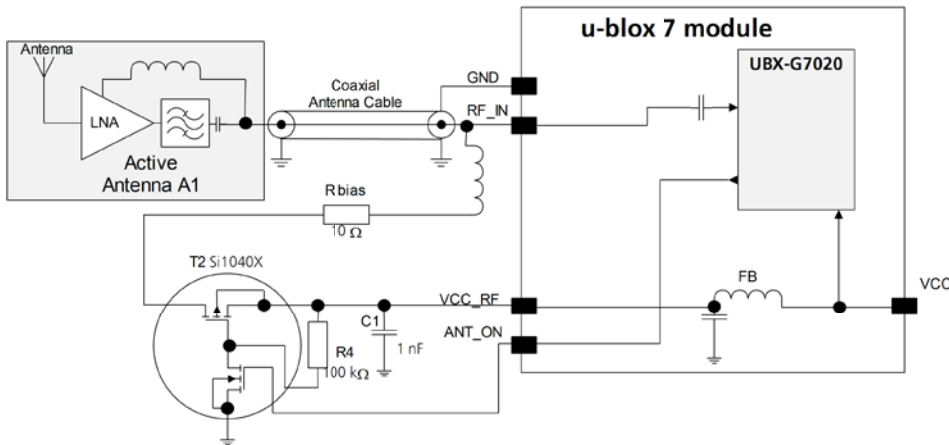 u-blox 7 module
UBX-G7020
Antenna
LNA
Active
Antenna A1
Coaxial
Antenna Cable
GND
RF_IN
Rbias
10 Ω
T2 Si1040X
R4
100 kΩ
C1
1 nF
VCC_RF
ANT_ON
FB
VCC